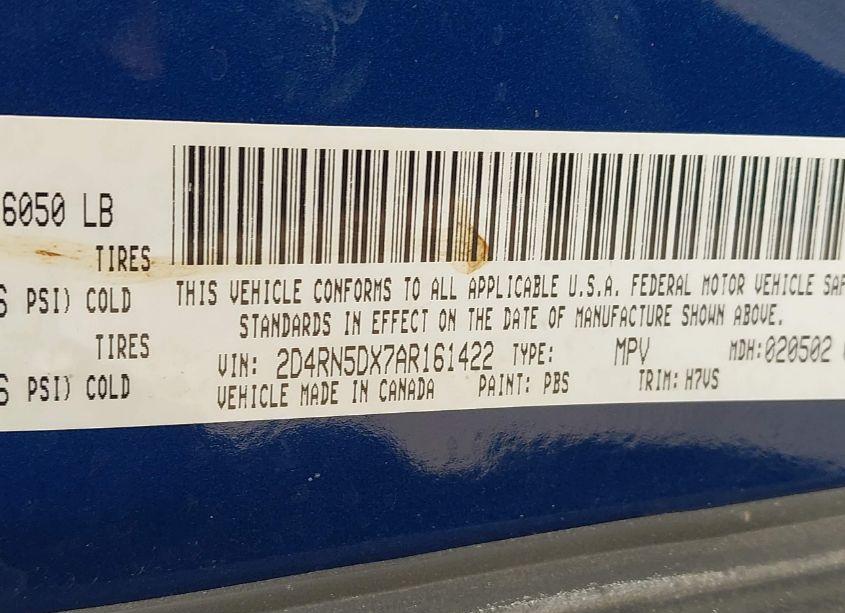 6050 LB
TIRES
PSI) COLD
TIRES
PSI) COLD
THIS VEHICLE CONFORMS TO ALL APPLICABLE U.S.A. FEDERAL MOTOR VEHICLE SAF
STANDARDS IN EFFECT ON THE DATE OF MANUFACTURE SHOWN ABOVE.
VIN: 2D4RN5DX7AR161422 TYPE: MPV MDH:020502
VEHICLE MADE IN CANADA PAINT: PBS TRIM: H7VS